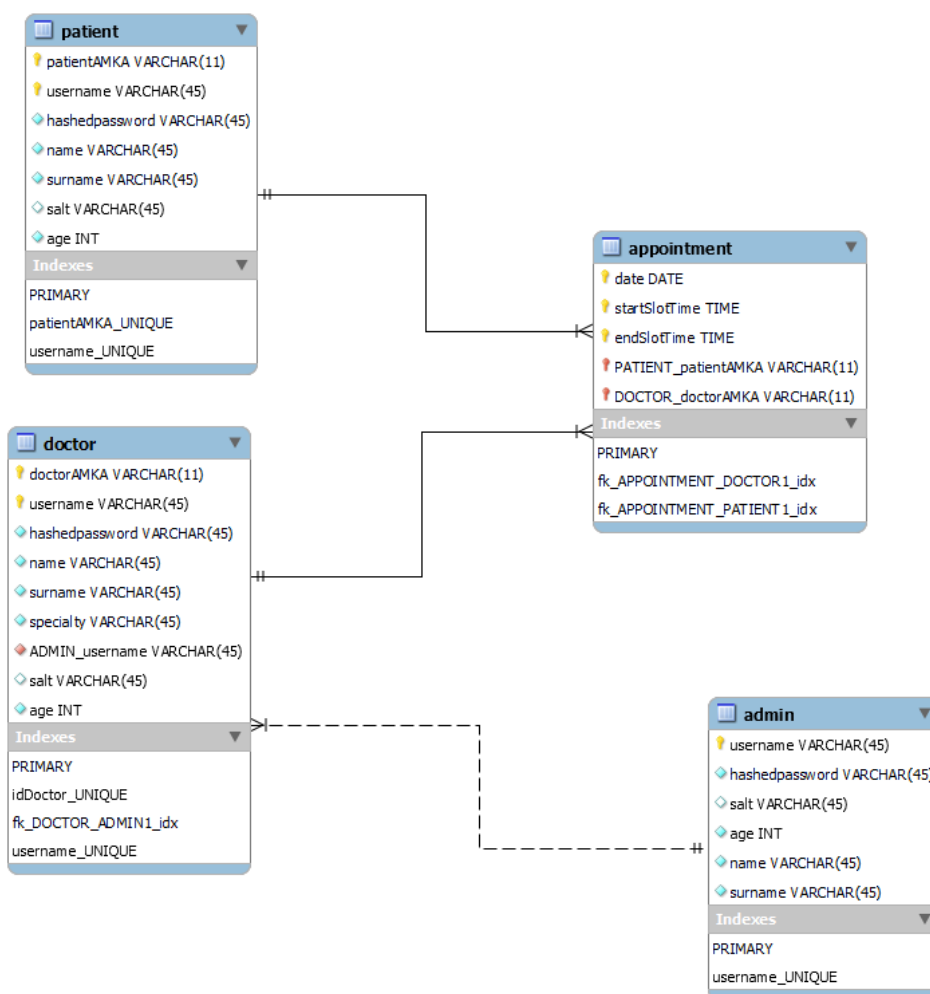 patient
patientAMKA VARCHAR(11)
username VARCHAR(45)
hashedpassword VARCHAR(45)
name VARCHAR(45)
surname VARCHAR(45)
salt VARCHAR(45)
age INT
Indexes
PRIMARY
patientAMKA_UNIQUE
username_UNIQUE
appointment
date DATE
startSlotTime TIME
endSlotTime TIME
PATIENT_patientAMKA VARCHAR(11)
DOCTOR_doctorAMKA VARCHAR(11)
Indexes
PRIMARY
fk_APPOINTMENT_DOCTOR1_idx
fk_APPOINTMENT_PATIENT1_idx
doctor
doctorAMKA VARCHAR(11)
username VARCHAR(45)
hashedpassword VARCHAR(45)
name VARCHAR(45)
surname VARCHAR(45)
specialty VARCHAR(45)
ADMIN_username VARCHAR(45)
salt VARCHAR(45)
age INT
Indexes
PRIMARY
idDoctor_UNIQUE
fk_DOCTOR_ADMIN1_idx
username_UNIQUE
admin
username VARCHAR(45)
hashedpassword VARCHAR(45)
salt VARCHAR(45)
age INT
name VARCHAR(45)
surname VARCHAR(45)
Indexes
PRIMARY
username_UNIQUE